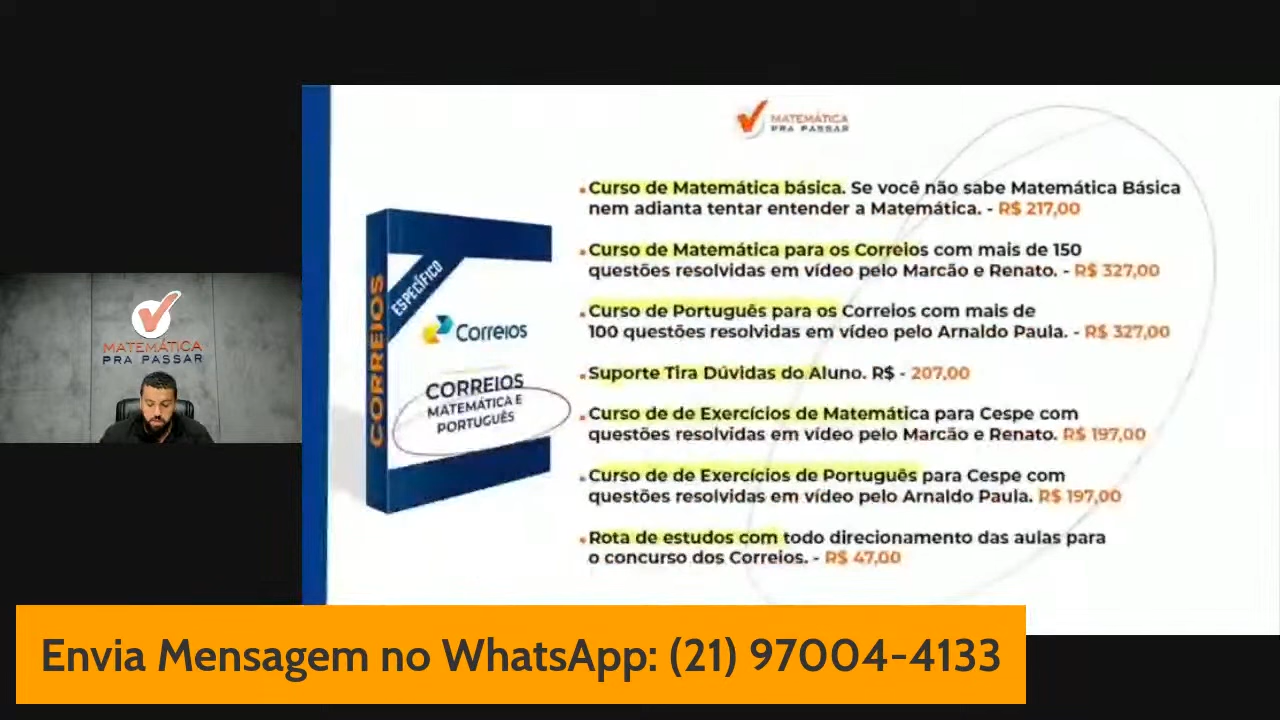 MATEMÁTICA
PRA PASSAR
Curso de Matemática básica. Se você não sabe Matemática Básica
nem adianta tentar entender a Matemática. - R$ 217,00
Curso de Matemática para os Correios com mais de 150
questões resolvidas em vídeo pelo Marcão e Renato. - R$ 327,00
Curso de Português para os Correios com mais de
100 questões resolvidas em vídeo pelo Arnaldo Paula. - R$ 327,00
Suporte Tira Dúvidas do Aluno. R$ - 207,00
Curso de de Exercícios de Matemática para Cespe com
questões resolvidas em vídeo pelo Marcão e Renato. R$ 197,00
Curso de de Exercícios de Português para Cespe com
questões resolvidas em vídeo pelo Arnaldo Paula. R$ 197,00
Rota de estudos com todo direcionamento das aulas para
o concurso dos Correios. - R$ 47,00
CORREIOS
ESPECÍFICO
Correios
CORREIOS
MATEMÁTICA E
PORTUGUÊS
MATEMÁTICA
PRA PASSAR
Envia Mensagem no WhatsApp: (21) 97004-4133